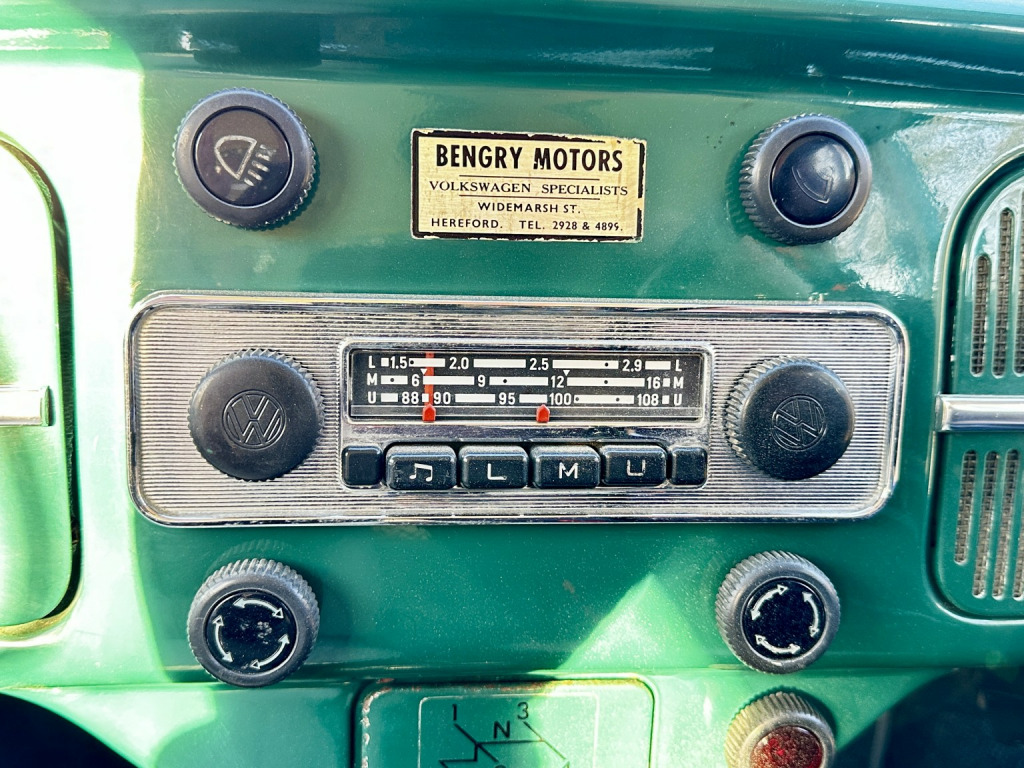 BENGRY MOTORS
VOLKSWAGEN SPECIALISTS
WIDEMARSH ST.
HEREFORD. TEL. 2928 & 4899.
L 1.5 2.0 2.5 2.9 L
M 6 9 12 16 M
U 88 90 95 100 108 U
L M U
1 3
N